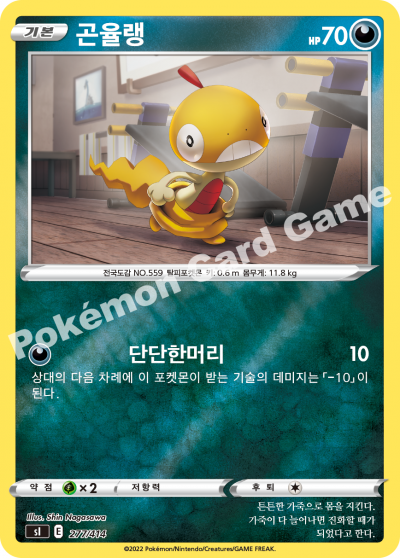 기본 곤율랭 HP 70
전국도감 NO.559 탈피포켓몬 키: 0.6 m 몸무게: 11.8 kg
Pokémon Card Game
단단한머리 10
상대의 다음 차례에 이 포켓몬이 받는 기술의 데미지는 「-10」이
된다.
약점 ×2 저항력 후퇴
Illus. Shin Nagasawa
sI E 277/414
튼튼한 가죽으로 몸을 지킨다.
가죽이 다 늘어나면 진화할 때가
되었다고 한다.
©2022 Pokémon/Nintendo/Creatures/GAME FREAK.